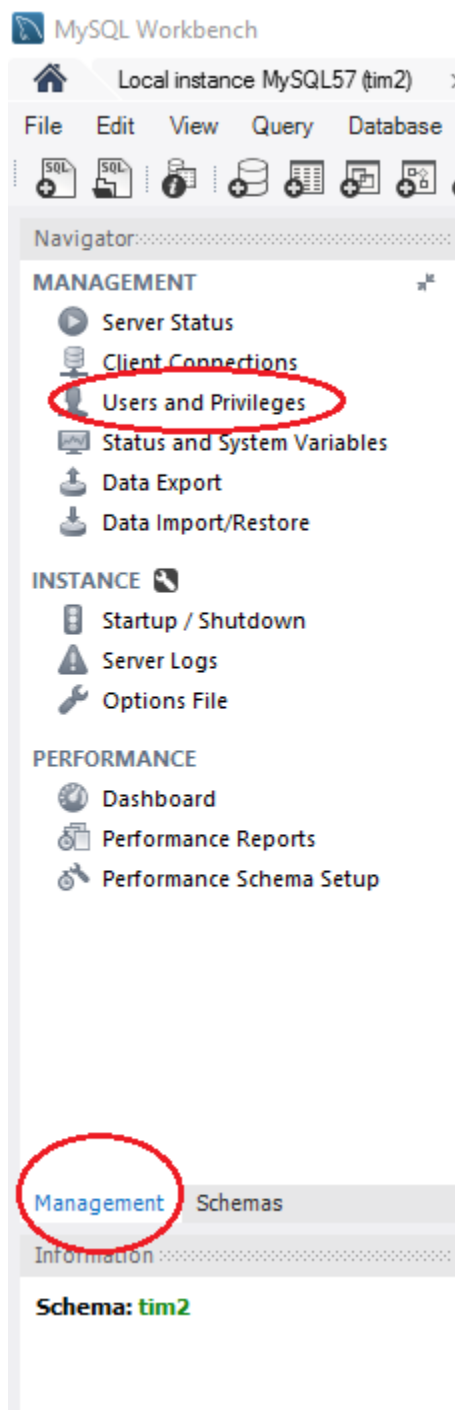 MySQL Workbench
Local instance MySQL57 (tim2)
File Edit View Query Database
SQL SQL
Navigator
MANAGEMENT
Server Status
Client Connections
Users and Privileges
Status and System Variables
Data Export
Data Import/Restore
INSTANCE
Startup / Shutdown
Server Logs
Options File
PERFORMANCE
Dashboard
Performance Reports
Performance Schema Setup
Management Schemas
Information
Schema: tim2